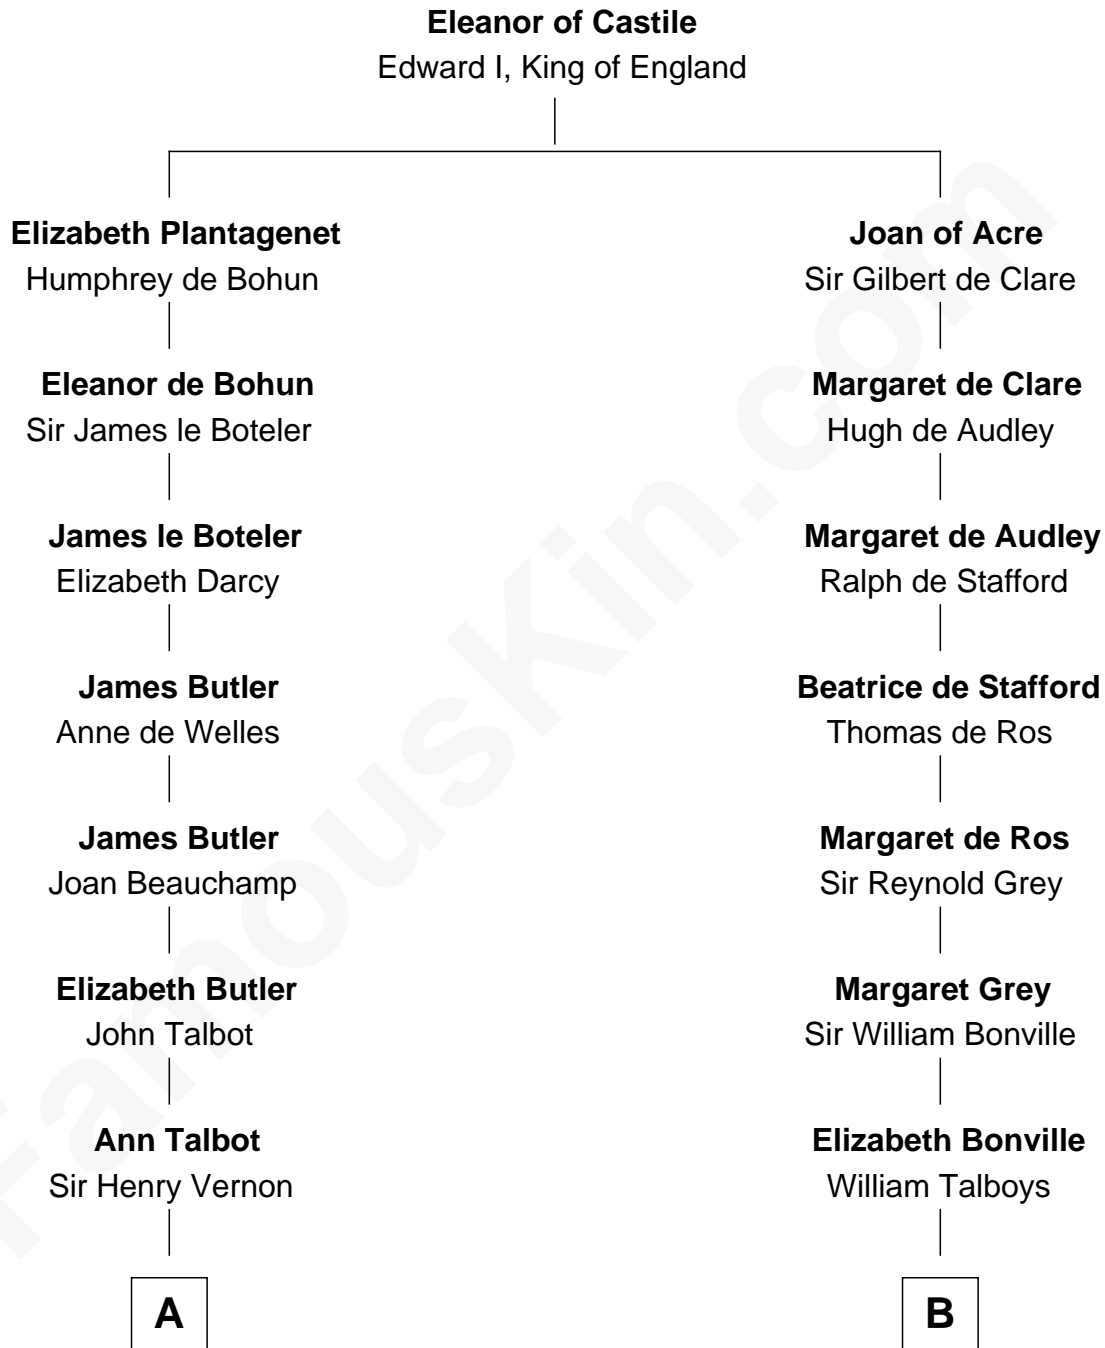 Eleanor of Castile
Edward I, King of England
Elizabeth Plantagenet
Humphrey de Bohun
Joan of Acre
Sir Gilbert de Clare
Eleanor de Bohun
Sir James le Boteler
Margaret de Clare
Hugh de Audley
James le Boteler
Elizabeth Darcy
Margaret de Audley
Ralph de Stafford
James Butler
Anne de Welles
Beatrice de Stafford
Thomas de Ros
James Butler
Joan Beauchamp
Margaret de Ros
Sir Reynold Grey
Elizabeth Butler
John Talbot
Margaret Grey
Sir William Bonville
Ann Talbot
Sir Henry Vernon
Elizabeth Bonville
William Talboys
A
B
FamousKin.com